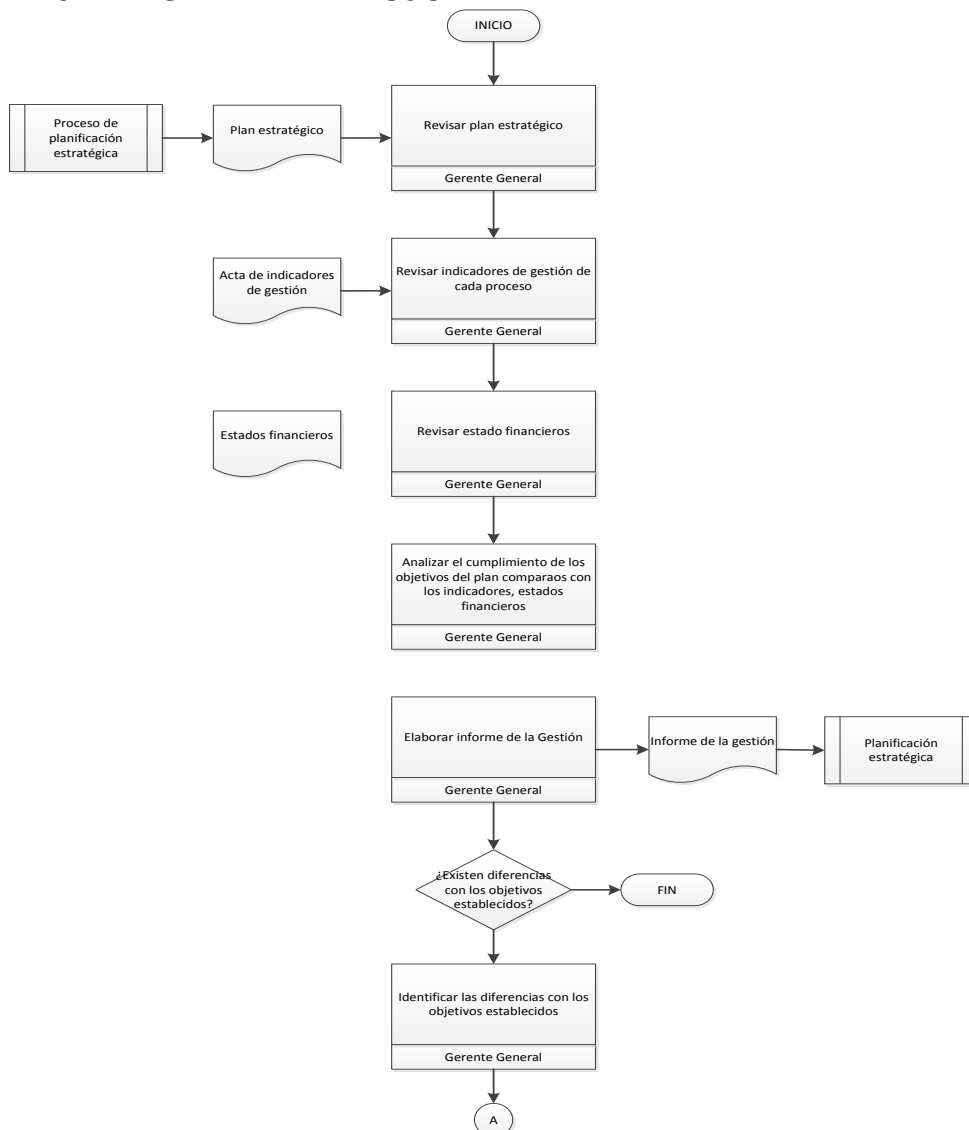 INICIO
Proceso de
planificación
estratégica
Plan estratégico
Revisar plan estratégico
Gerente General
Acta de indicadores
de gestión
Revisar indicadores de gestión de
cada proceso
Gerente General
Estados financieros
Revisar estado financieros
Gerente General
Analizar el cumplimiento de los
objetivos del plan comparaos con
los indicadores, estados
financieros
Gerente General
Elaborar informe de la Gestión
Gerente General
Informe de la gestión
Planificación
estratégica
¿Existen diferencias
con los objetivos
establecidos?
FIN
Identificar las diferencias con los
objetivos establecidos
Gerente General
A